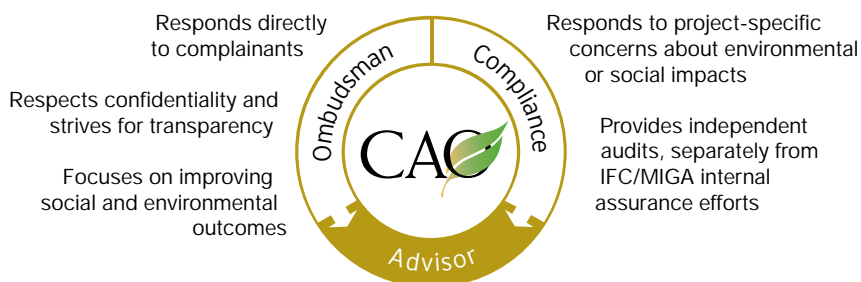 Responds directly
to complainants
Respects confidentiality and
strives for transparency
Focuses on improving
social and environmental
outcomes
Ombudsman
Compliance
CAO
Advisor
Responds to project-specific
concerns about environmental
or social impacts
Provides independent
audits, separately from
IFC/MIGA internal
assurance efforts